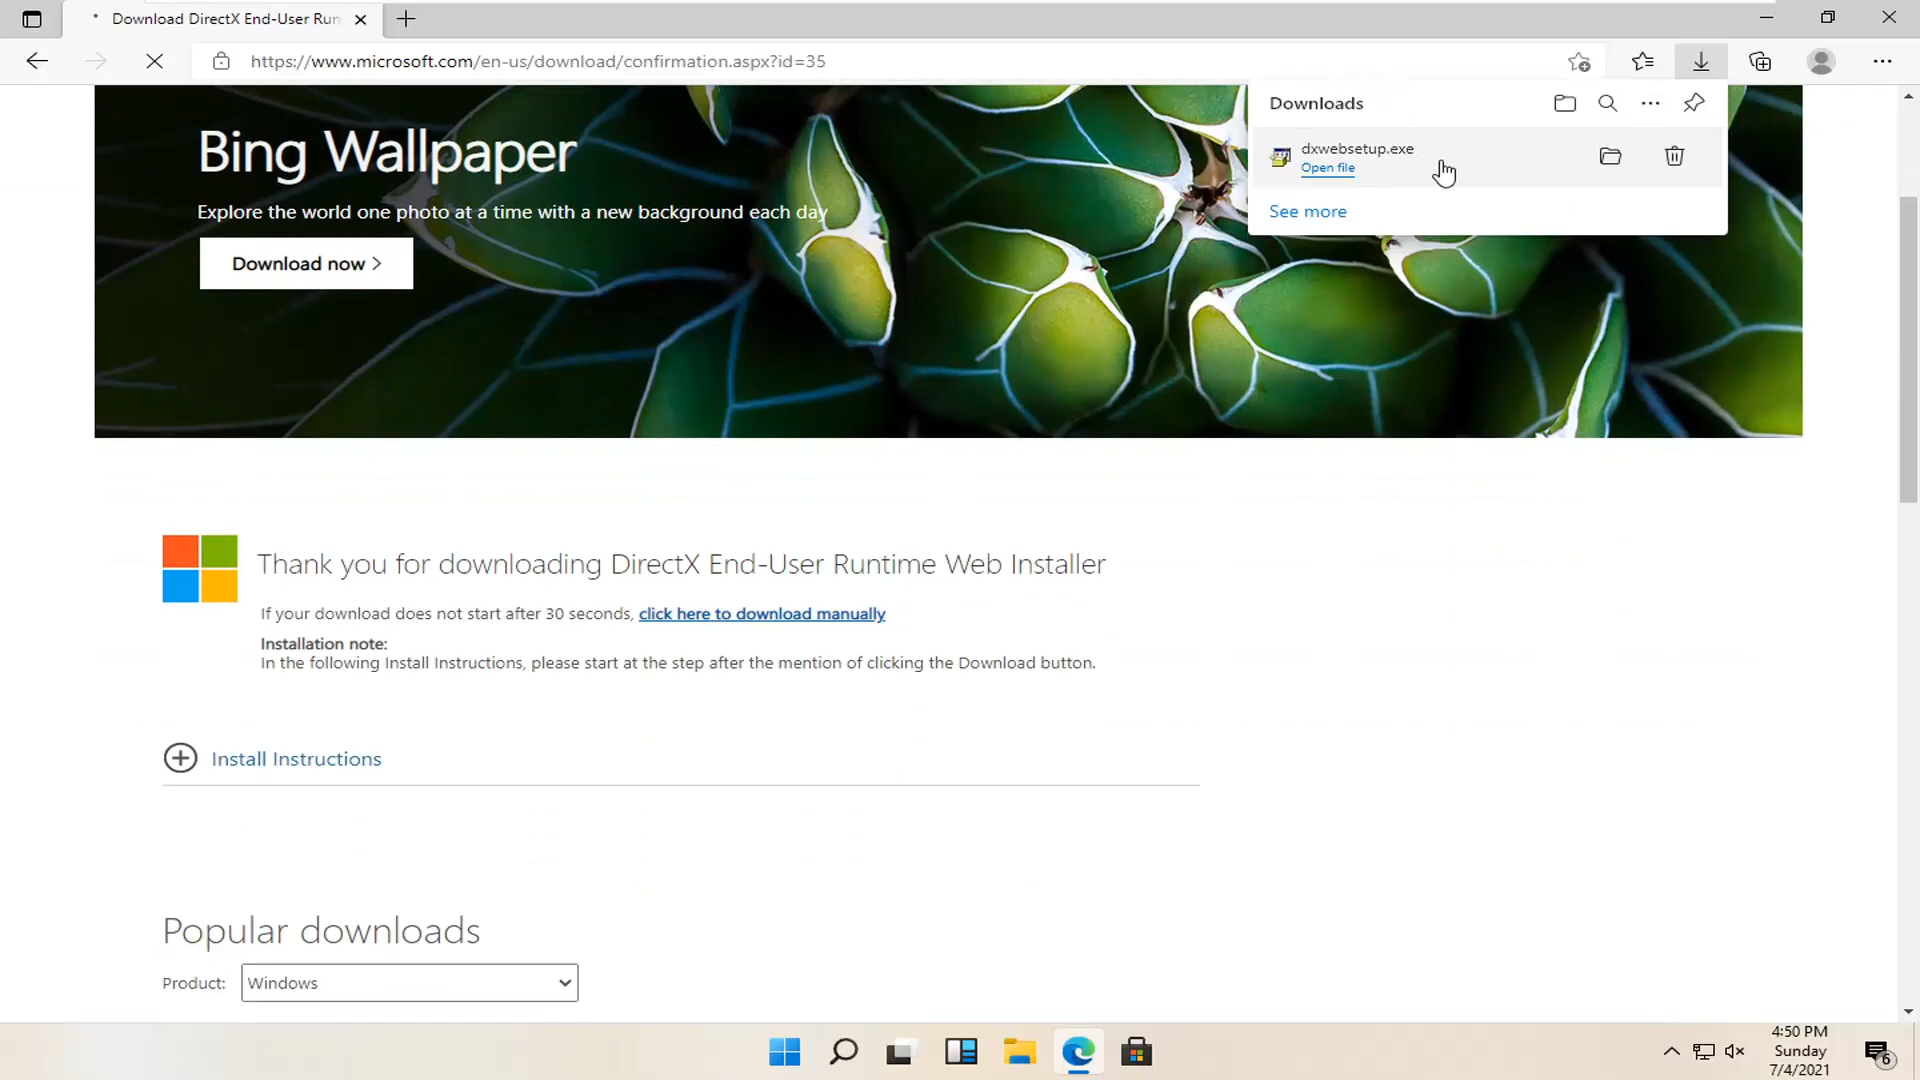 Download DirectX End-User Run
https://www.microsoft.com/en-us/download/confirmation.aspx?id=35
Downloads
dxwebsetup.exe
Open file
See more
Bing Wallpaper
Explore the world one photo at a time with a new background each day
Download now >
Thank you for downloading DirectX End-User Runtime Web Installer
If your download does not start after 30 seconds, click here to download manually
Installation note:
In the following Install Instructions, please start at the step after the mention of clicking the Download button.
Install Instructions
Popular downloads
Product: Windows
4:50 PM
Sunday
7/4/2021
6